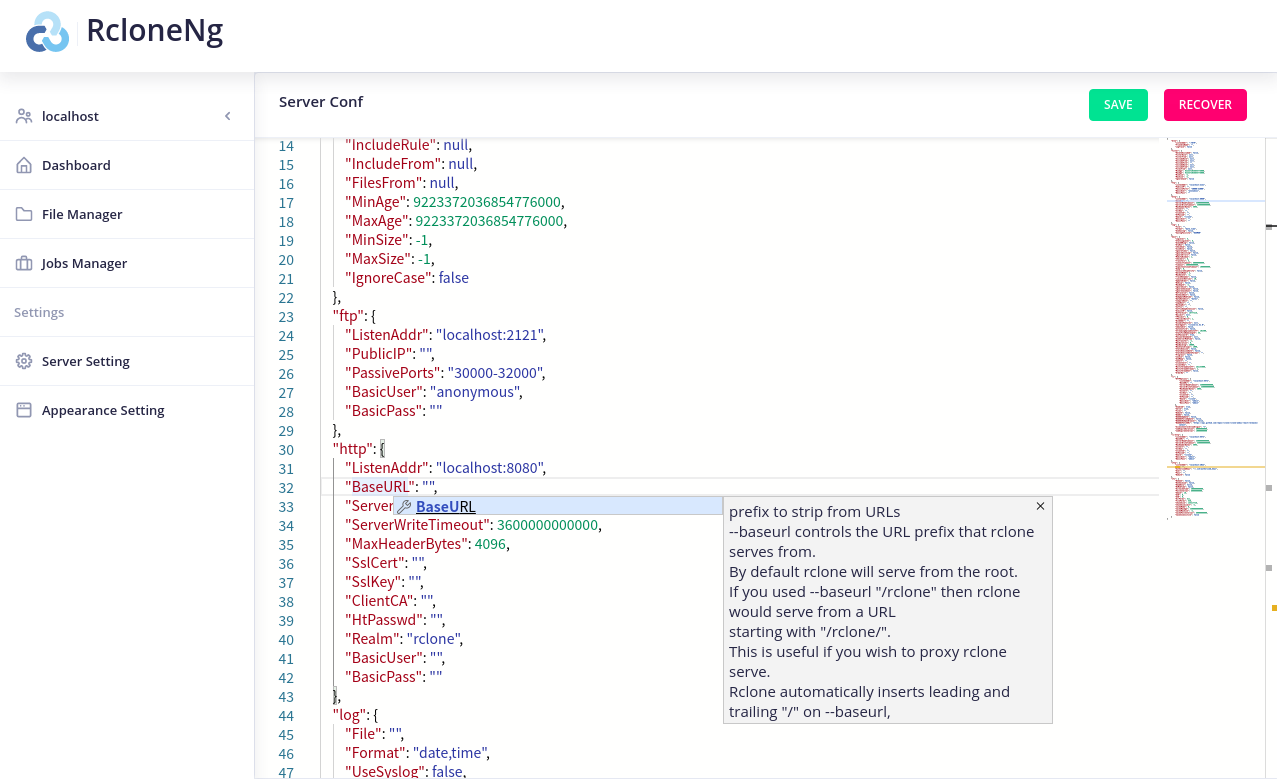 RcloneNg
localhost
Dashboard
File Manager
Jobs Manager
Settings
Server Setting
Appearance Setting
Server Conf
SAVE
RECOVER
14 "IncludeRule": null,
15 "IncludeFrom": null,
16 "FilesFrom": null,
17 "MinAge": 9223372036854776000,
18 "MaxAge": 9223372036854776000,
19 "MinSize": -1,
20 "MaxSize": -1,
21 "IgnoreCase": false
22 },
23 "ftp": {
24 "ListenAddr": "localhost:2121",
25 "PublicIP": "",
26 "PassivePorts": "30000-32000",
27 "BasicUser": "anonymous",
28 "BasicPass": ""
29 },
30 "http": {
31 "ListenAddr": "localhost:8080",
32 "BaseURL": "",
33 "Server
BaseURL
34 "ServerWriteTimeout": 3600000000000,
35 "MaxHeaderBytes": 4096,
36 "SslCert": "",
37 "SslKey": "",
38 "ClientCA": "",
39 "HtPasswd": "",
40 "Realm": "rclone",
41 "BasicUser": "",
42 "BasicPass": ""
43 },
44 "log": {
45 "File": "",
46 "Format": "date,time",
47 "UseSyslog": false,
prefix to strip from URLs
--baseurl controls the URL prefix that rclone
serves from.
By default rclone will serve from the root.
If you used --baseurl "/rclone" then rclone
would serve from a URL
starting with "/rclone/".
This is useful if you wish to proxy rclone
serve.
Rclone automatically inserts leading and
trailing "/" on --baseurl,